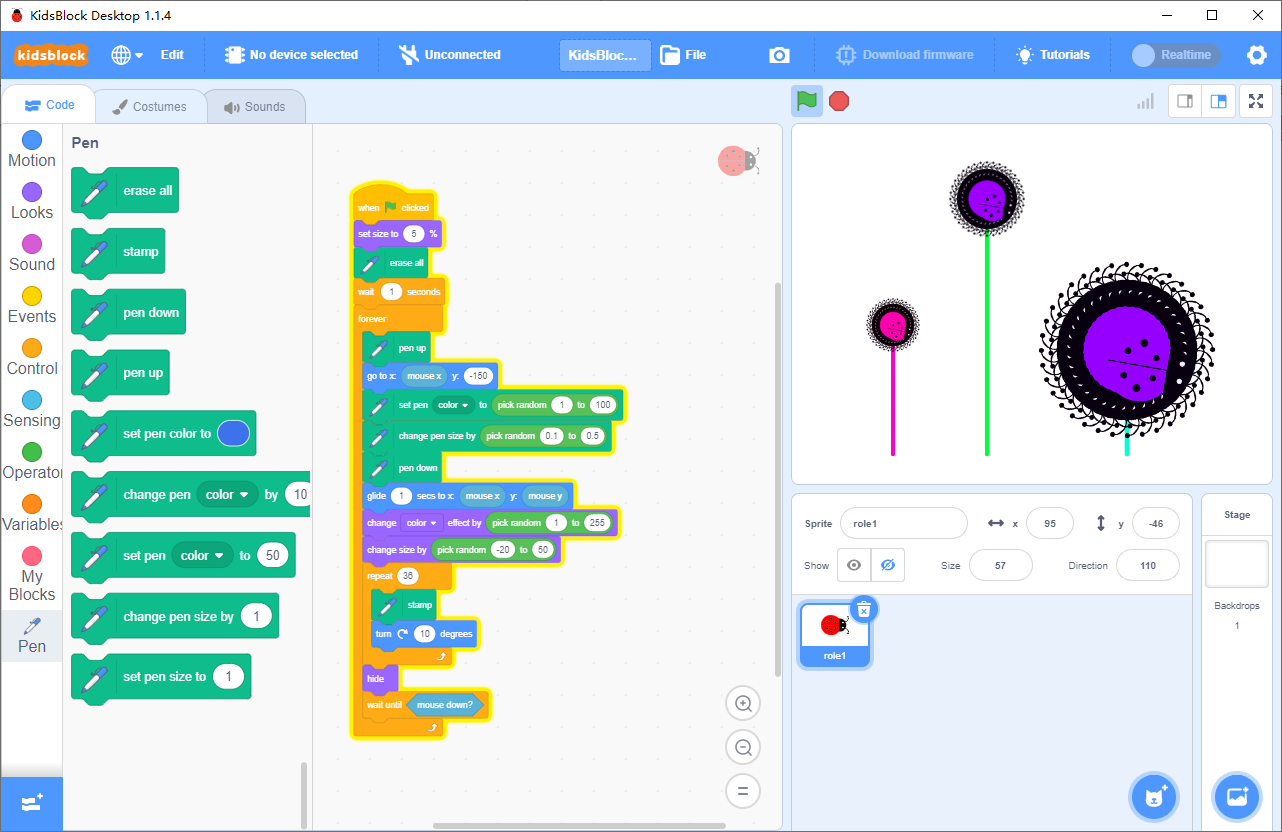 KidsBlock Desktop 1.1.4
kidsblock Edit No device selected Unconnected KidsBloc... File Download firmware Tutorials Realtime
Code Costumes Sounds
Motion
Looks
Sound
Events
Control
Sensing
Operator
Variables
My
Blocks
Pen
Pen
erase all
stamp
pen down
pen up
set pen color to
change pen color by 10
set pen color to 50
change pen size by 1
set pen size to 1
when clicked
set size to 5 %
erase all
wait 1 seconds
forever
pen up
go to x: mouse x y: -150
set pen color to pick random 1 to 100
change pen size by pick random 0.1 to 0.5
pen down
glide 1 secs to x: mouse x y: mouse y
change color effect by pick random 1 to 255
change size by pick random -20 to 50
repeat 36
stamp
turn 10 degrees
hide
wait until mouse down?
Sprite role1 x 95 y -46
Show Size 57 Direction 110
role1
Stage
Backdrops
1